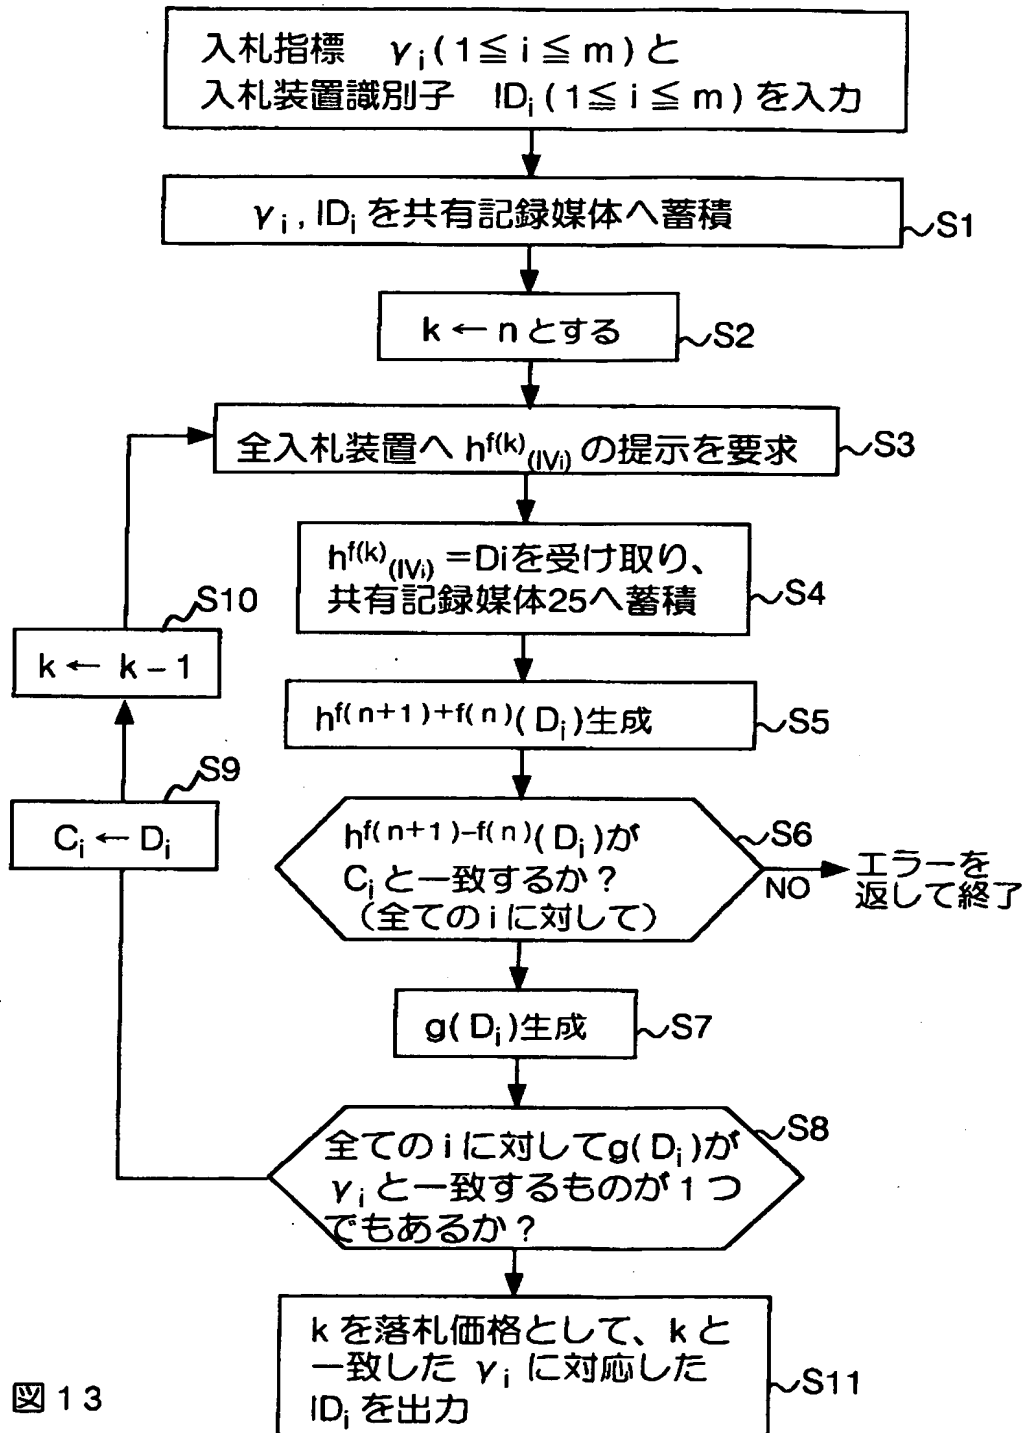 入札指標 γi(1≦i≦m)と
入札装置識別子 IDi(1≦i≦m)を入力
γi,IDiを共有記録媒体へ蓄積
S1
k←nとする
S2
全入札装置へ h^f(k)(IVi) の提示を要求
S3
h^f(k)(IVi)=Diを受け取り、
共有記録媒体25へ蓄積
S4
S10
k←k-1
h^f(n+1)+f(n)(Di)生成
S5
S9
Ci←Di
h^f(n+1)-f(n)(Di)が
Ciと一致するか?
(全てのiに対して)
S6
NO
エラーを
返して終了
g(Di)生成
S7
全てのiに対してg(Di)が
γiと一致するものが1つ
でもあるか?
S8
kを落札価格として、kと
一致したγiに対応した
IDiを出力
S11
図13